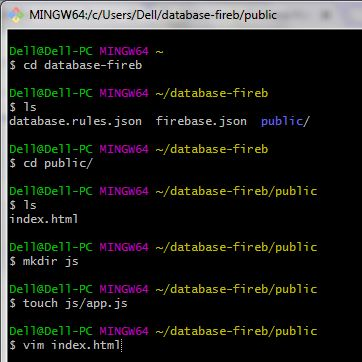 MINGW64:/c/Users/Dell/database-fireb/public
Dell@Dell-PC MINGW64 ~
$ cd database-fireb
Dell@Dell-PC MINGW64 ~/database-fireb
$ ls
database.rules.json  firebase.json  public/
Dell@Dell-PC MINGW64 ~/database-fireb
$ cd public/
Dell@Dell-PC MINGW64 ~/database-fireb/public
$ ls
index.html
Dell@Dell-PC MINGW64 ~/database-fireb/public
$ mkdir js
Dell@Dell-PC MINGW64 ~/database-fireb/public
$ touch js/app.js
Dell@Dell-PC MINGW64 ~/database-fireb/public
$ vim index.html